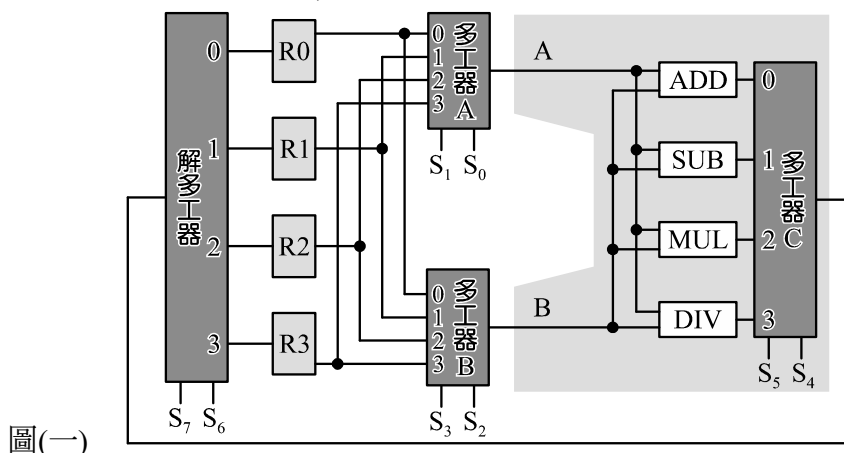 解多工器
0
1
2
3
S₇ S₆
R0
R1
R2
R3
多工器
A
0
1
2
3
S₁ S₀
多工器
B
0
1
2
3
S₃ S₂
A
B
ADD
SUB
MUL
DIV
多工器
C
0
1
2
3
S₅ S₄
圖(一)